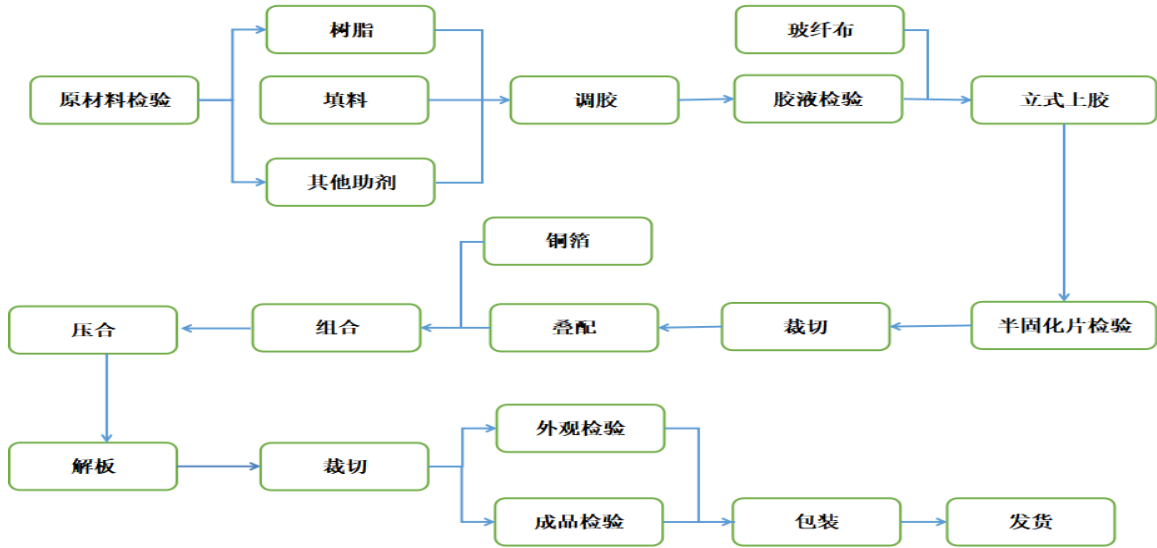 树脂
玻纤布
原材料检验
填料
调胶
胶液检验
立式上胶
其他助剂
铜箔
压合
组合
叠配
裁切
半固化片检验
外观检验
解板
裁切
成品检验
包装
发货